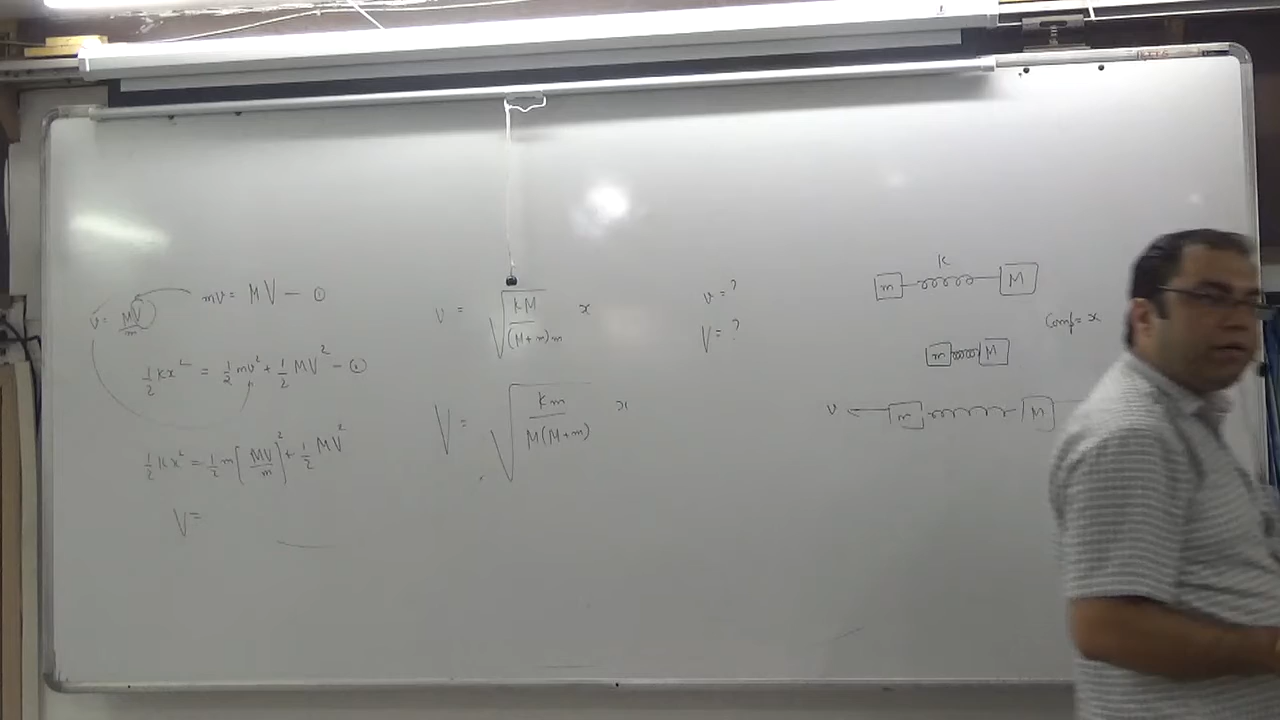 mv = MV — ①
v = MV/m
½ kx² = ½ mv² + ½ MV² — ②
½ kx² = ½ m[MV/m]² + ½ MV²
V =
v = √(kM/(M+m)m) x
V = √(km/M(M+m)) x
v = ?
V = ?
k
m M
Comp = x
m M
v m M